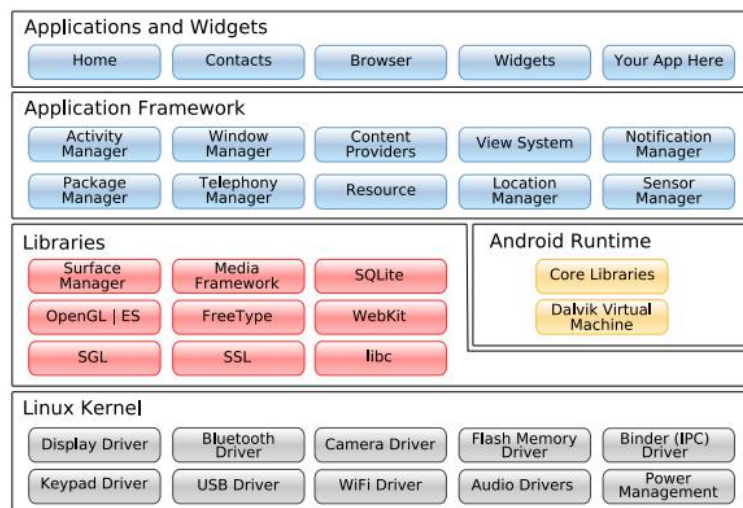 Applications and Widgets
Home
Contacts
Browser
Widgets
Your App Here
Application Framework
Activity
Manager
Window
Manager
Content
Providers
View System
Notification
Manager
Package
Manager
Telephony
Manager
Resource
Location
Manager
Sensor
Manager
Libraries
Surface
Manager
Media
Framework
SQLite
OpenGL | ES
FreeType
WebKit
SGL
SSL
libc
Android Runtime
Core Libraries
Dalvik Virtual
Machine
Linux Kernel
Display Driver
Bluetooth
Driver
Camera Driver
Flash Memory
Driver
Binder (IPC)
Driver
Keypad Driver
USB Driver
WiFi Driver
Audio Drivers
Power
Management